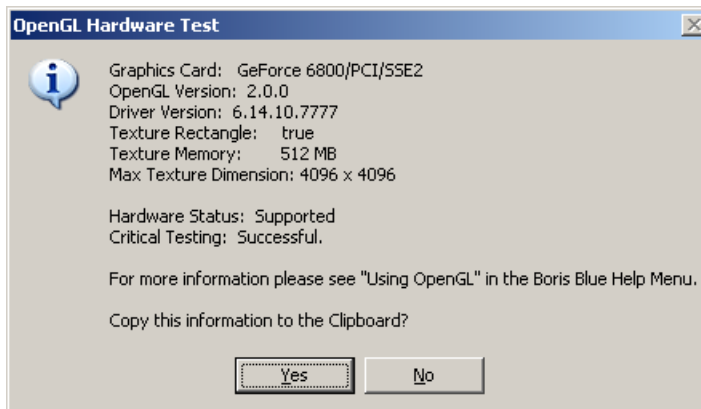 OpenGL Hardware Test
Graphics Card: GeForce 6800/PCI/SSE2
OpenGL Version: 2.0.0
Driver Version: 6.14.10.7777
Texture Rectangle: true
Texture Memory: 512 MB
Max Texture Dimension: 4096 x 4096
Hardware Status: Supported
Critical Testing: Successful.
For more information please see "Using OpenGL" in the Boris Blue Help Menu.
Copy this information to the Clipboard?
Yes No